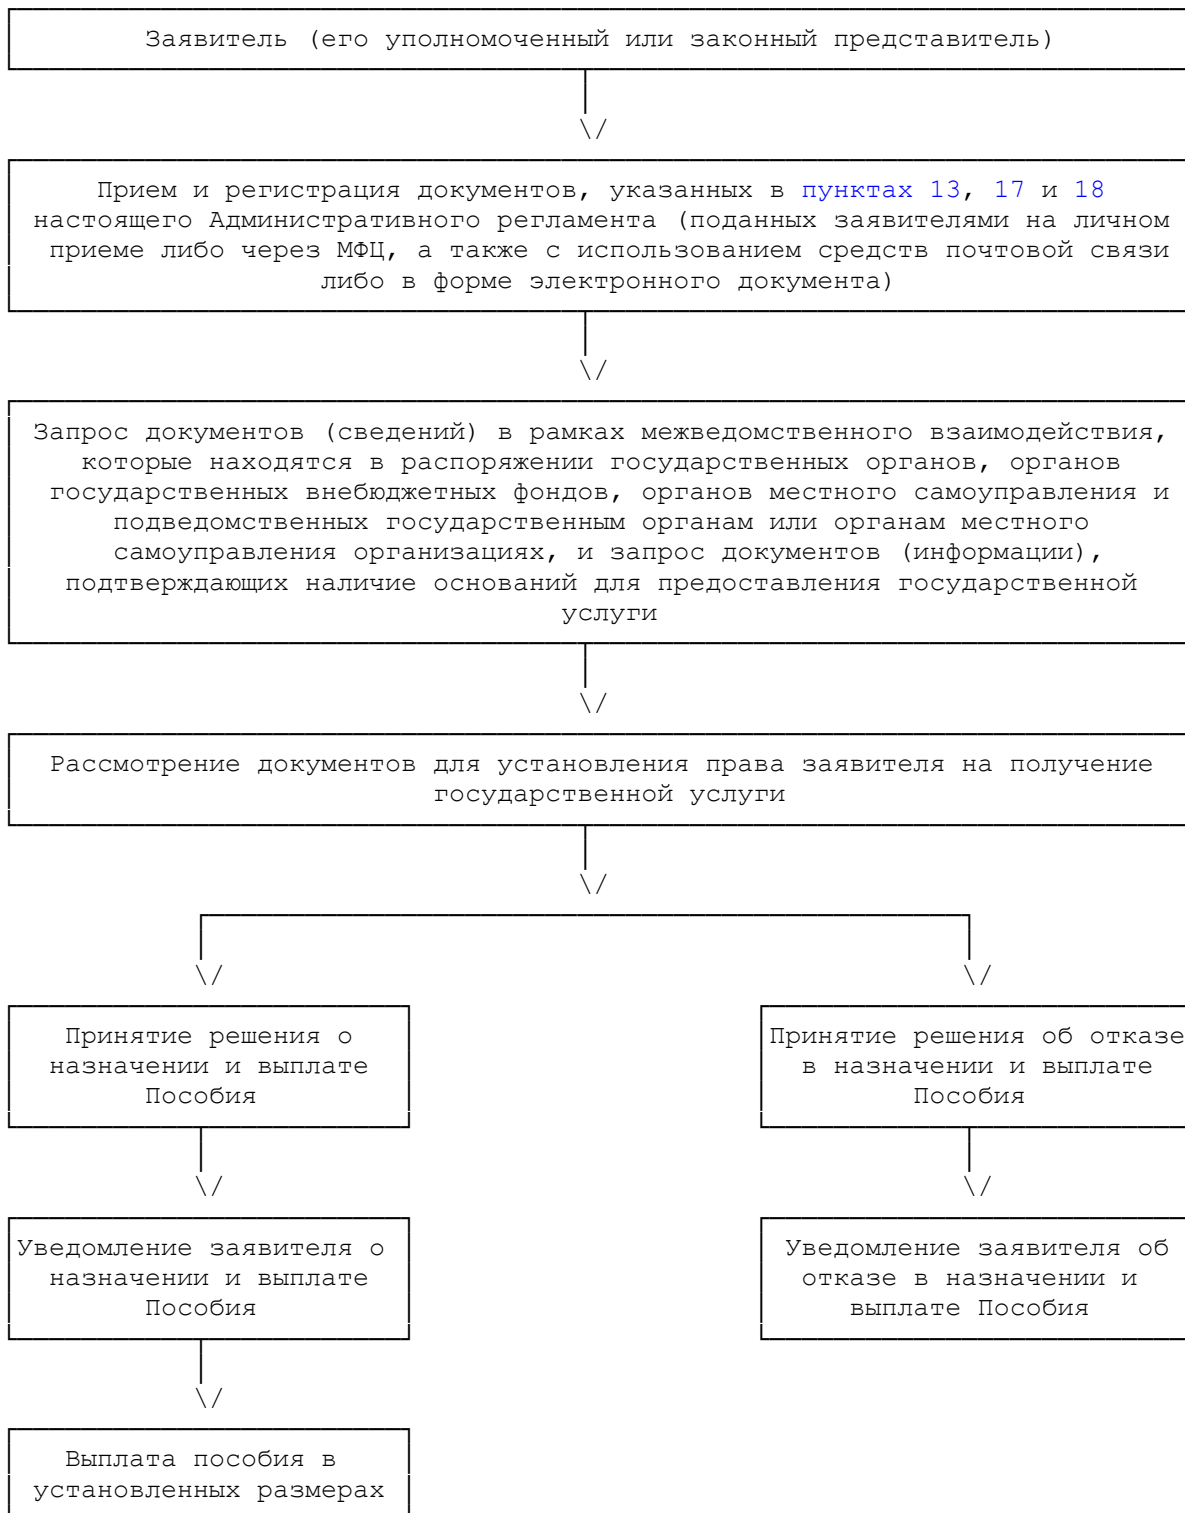 Заявитель (его уполномоченный или законный представитель)
\/
Прием и регистрация документов, указанных в пунктах 13, 17 и 18
настоящего Административного регламента (поданных заявителями на личном
приеме либо через МФЦ, а также с использованием средств почтовой связи
либо в форме электронного документа)
\/
Запрос документов (сведений) в рамках межведомственного взаимодействия,
которые находятся в распоряжении государственных органов, органов
государственных внебюджетных фондов, органов местного самоуправления и
подведомственных государственным органам или органам местного
самоуправления организациях, и запрос документов (информации),
подтверждающих наличие оснований для предоставления государственной
услуги
\/
Рассмотрение документов для установления права заявителя на получение
государственной услуги
\/
\/
\/
Принятие решения о
назначении и выплате
Пособия
Принятие решения об отказе
в назначении и выплате
Пособия
\/
\/
Уведомление заявителя о
назначении и выплате
Пособия
Уведомление заявителя об
отказе в назначении и
выплате Пособия
\/
Выплата пособия в
установленных размерах